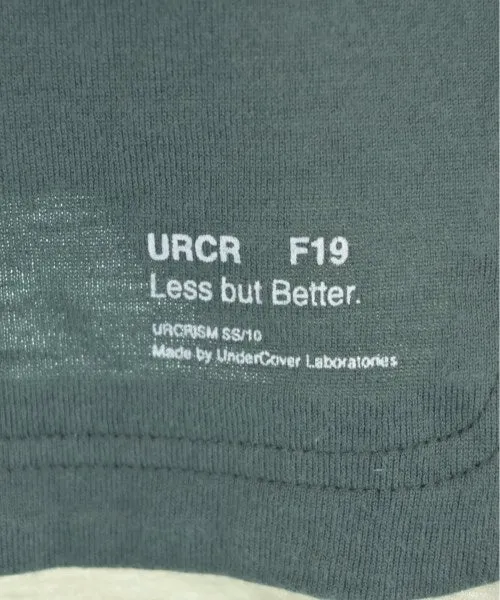 URCR F19
Less but Better.
URCRISM SS/10
Made by UnderCover Laboratories